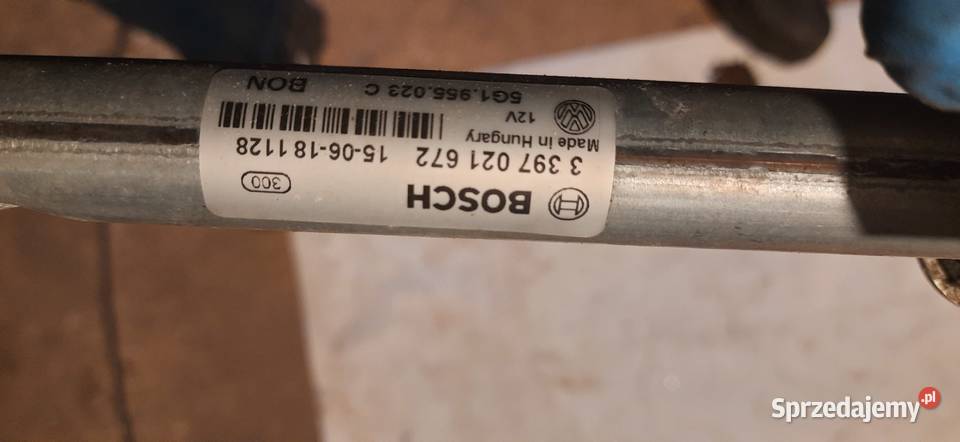 BOSCH
300
3 397 021 672 15-06-18 1128
Made in Hungary
12V
5G1.955.023 C BON
Sprzedajemy.pl